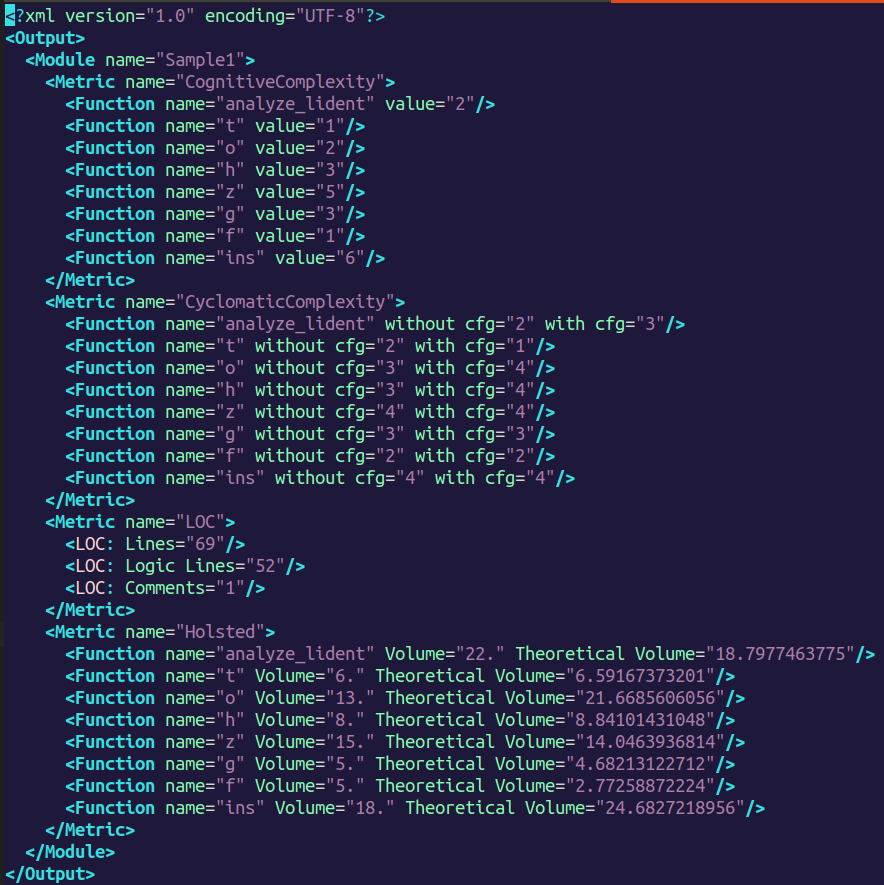 <?xml version="1.0" encoding="UTF-8"?>
<Output>
  <Module name="Sample1">
    <Metric name="CognitiveComplexity">
      <Function name="analyze_lident" value="2"/>
      <Function name="t" value="1"/>
      <Function name="o" value="2"/>
      <Function name="h" value="3"/>
      <Function name="z" value="5"/>
      <Function name="g" value="3"/>
      <Function name="f" value="1"/>
      <Function name="ins" value="6"/>
    </Metric>
    <Metric name="CyclomaticComplexity">
      <Function name="analyze_lident" without cfg="2" with cfg="3"/>
      <Function name="t" without cfg="2" with cfg="1"/>
      <Function name="o" without cfg="3" with cfg="4"/>
      <Function name="h" without cfg="3" with cfg="4"/>
      <Function name="z" without cfg="4" with cfg="4"/>
      <Function name="g" without cfg="3" with cfg="3"/>
      <Function name="f" without cfg="2" with cfg="2"/>
      <Function name="ins" without cfg="4" with cfg="4"/>
    </Metric>
    <Metric name="LOC">
      <LOC: Lines="69"/>
      <LOC: Logic Lines="52"/>
      <LOC: Comments="1"/>
    </Metric>
    <Metric name="Holsted">
      <Function name="analyze_lident" Volume="22." Theoretical Volume="18.7977463775"/>
      <Function name="t" Volume="6." Theoretical Volume="6.59167373201"/>
      <Function name="o" Volume="13." Theoretical Volume="21.6685606056"/>
      <Function name="h" Volume="8." Theoretical Volume="8.84101431048"/>
      <Function name="z" Volume="15." Theoretical Volume="14.0463936814"/>
      <Function name="g" Volume="5." Theoretical Volume="4.68213122712"/>
      <Function name="f" Volume="5." Theoretical Volume="2.77258872224"/>
      <Function name="ins" Volume="18." Theoretical Volume="24.6827218956"/>
    </Metric>
  </Module>
</Output>